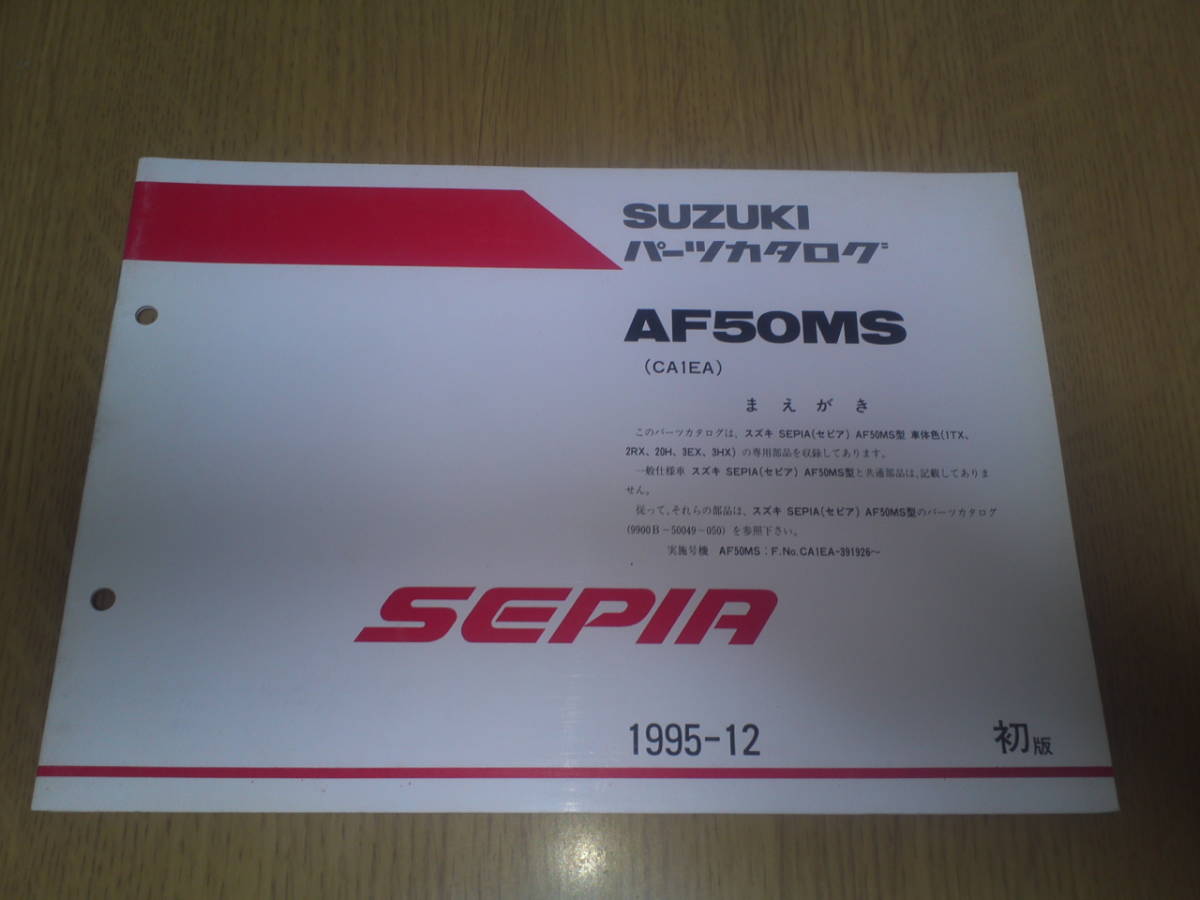 SUZUKI
パーツカタログ
AF50MS
(CA1EA)
まえがき
このパーツカタログは、スズキ SEPIA(セピア) AF50MS型 車体色(1TX、
2RX、20H、3EX、3HX) の専用部品を収録してあります。
一般仕様車 スズキ SEPIA(セピア) AF50MS型と共通部品は、記載してありま
せん。
従って、それらの部品は、スズキ SEPIA(セピア) AF50MS型のパーツカタログ
(9900B-50049-050) を参照下さい。
実施号機 AF50MS : F.No.CA1EA-391926～
SEPIA
1995-12 初版